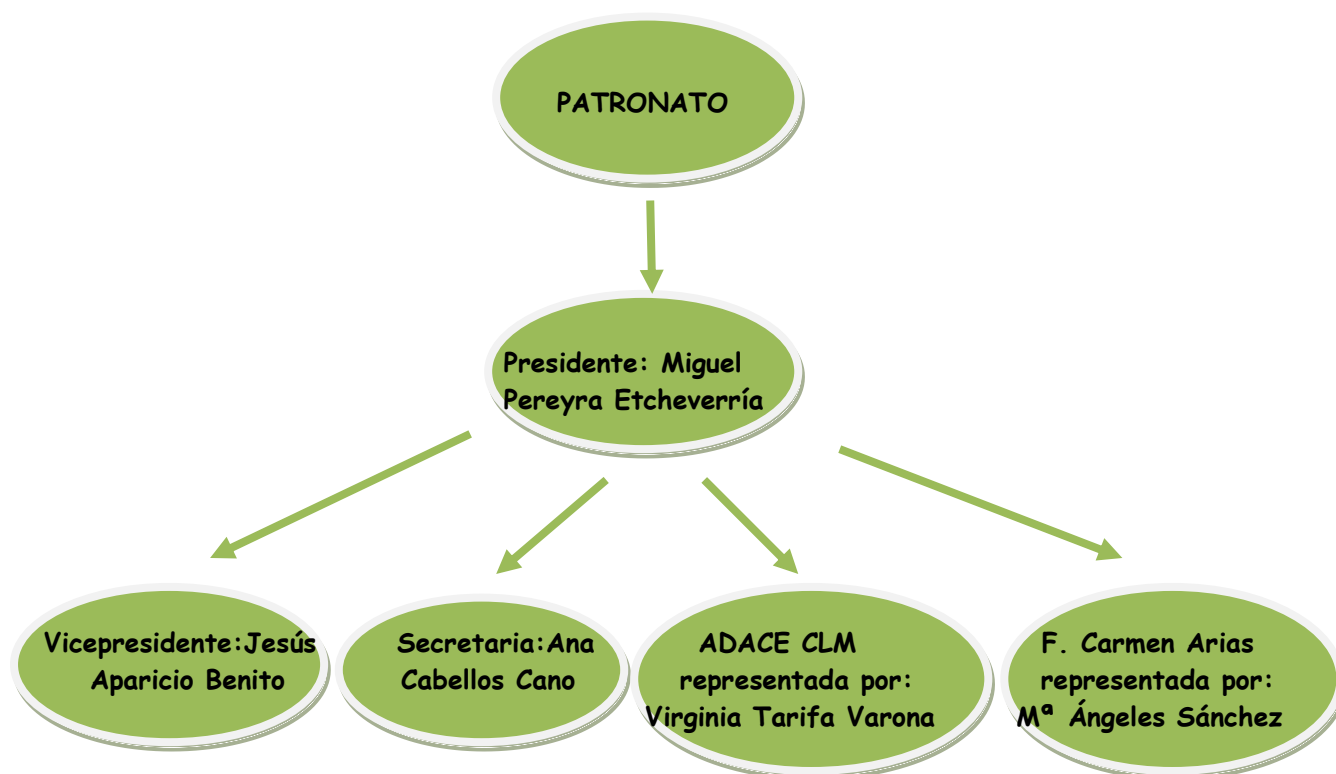 PATRONATO
Presidente: Miguel
Pereyra Etcheverría
Vicepresidente:Jesús
Aparicio Benito
Secretaria:Ana
Cabellos Cano
ADACE CLM
representada por:
Virginia Tarifa Varona
F. Carmen Arias
representada por:
Mª Ángeles Sánchez